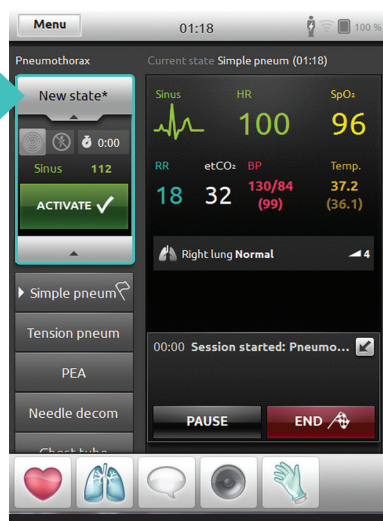 Menu
01:18
100 %
Pneumothorax
Current state Simple pneum (01:18)
New state*
0:00
Sinus 112
ACTIVATE
Sinus HR SpO₂
100 96
RR etCO₂ BP Temp.
18 32 130/84 (99) 37.2 (36.1)
Right lung Normal 4
Simple pneum
Tension pneum
PEA
Needle decom
Chest tube
00:00 Session started: Pneumo...
PAUSE END